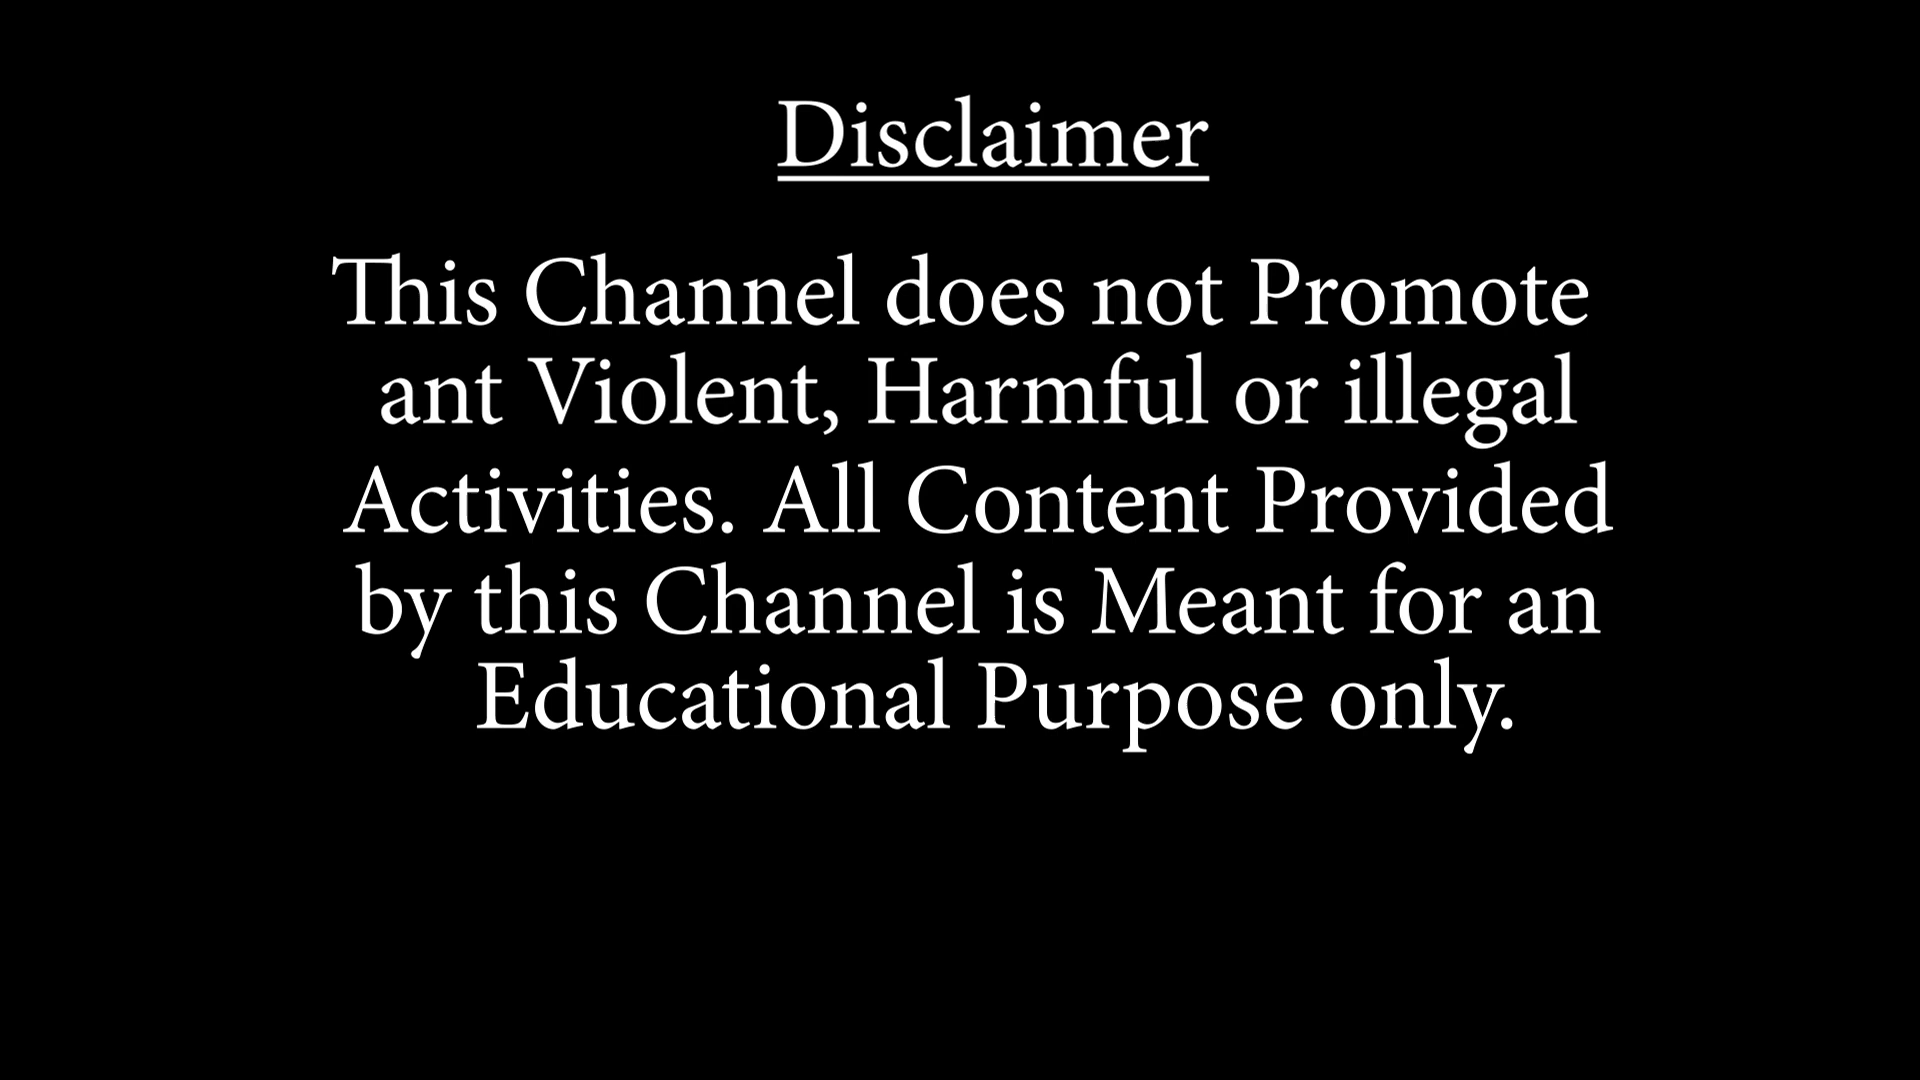 Disclaimer
This Channel does not Promote
ant Violent, Harmful or illegal
Activities. All Content Provided
by this Channel is Meant for an
Educational Purpose only.